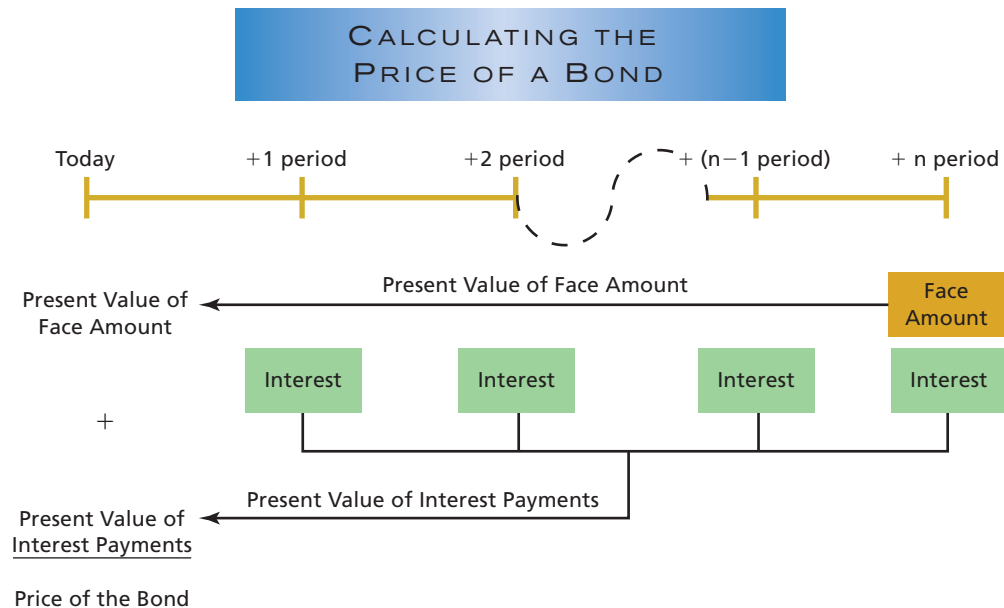 CALCULATING THE
PRICE OF A BOND
Today
+1 period
+2 period
+ (n−1 period)
+ n period
Present Value of
Face Amount
Present Value of Face Amount
Face
Amount
Interest
Interest
Interest
Interest
+
Present Value of Interest Payments
Present Value of
Interest Payments
Price of the Bond